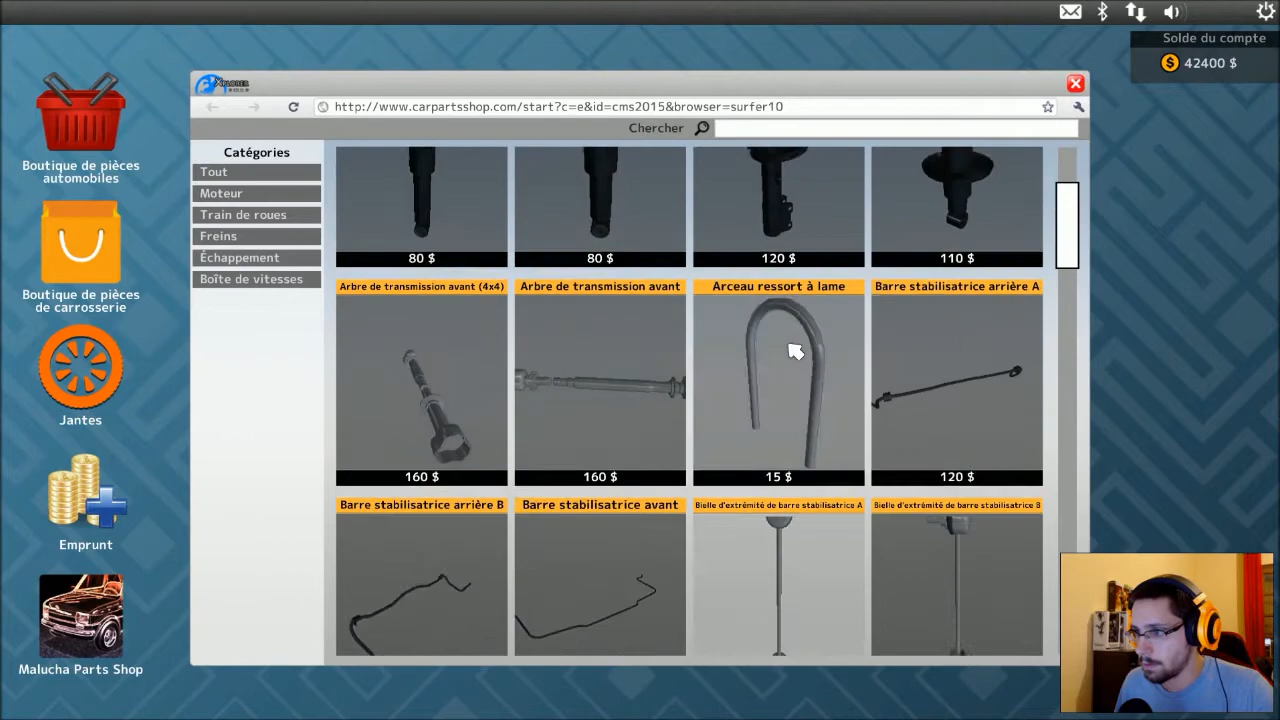 Solde du compte
42400 $
XPLORER
http://www.carpartsshop.com/start?c=e&id=cms2015&browser=surfer10
Chercher
Catégories
Tout
Moteur
Train de roues
Freins
Échappement
Boîte de vitesses
Boutique de pièces
automobiles
Boutique de pièces
de carrosserie
Jantes
Emprunt
Malucha Parts Shop
80 $
80 $
120 $
110 $
Arbre de transmission avant (4x4)
Arbre de transmission avant
Arceau ressort à lame
Barre stabilisatrice arrière A
160 $
160 $
15 $
120 $
Barre stabilisatrice arrière B
Barre stabilisatrice avant
Bielle d'extrémité de barre stabilisatrice A
Bielle d'extrémité de barre stabilisatrice B